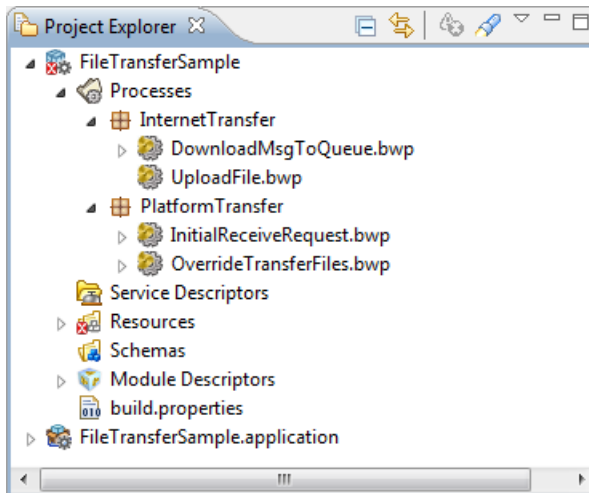 Project Explorer
FileTransferSample
Processes
InternetTransfer
DownloadMsgToQueue.bwp
UploadFile.bwp
PlatformTransfer
InitialReceiveRequest.bwp
OverrideTransferFiles.bwp
Service Descriptors
Resources
Schemas
Module Descriptors
010
build.properties
FileTransferSample.application